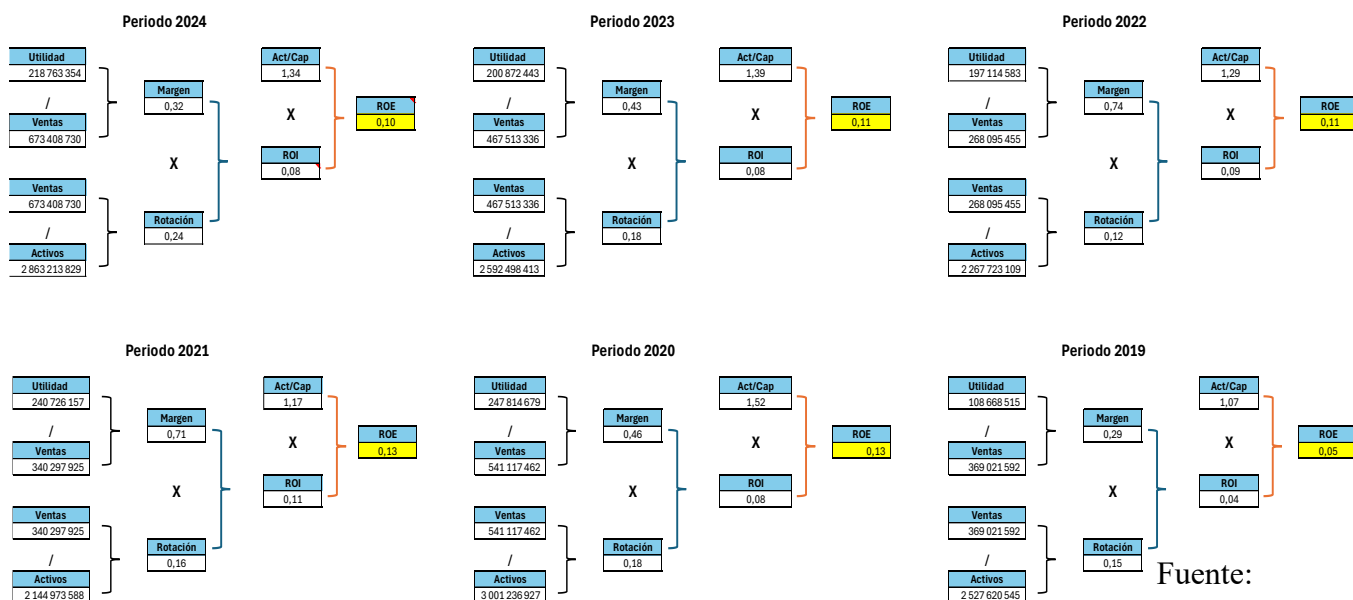 Periodo 2024
Utilidad
218 763 354
/
Ventas
673 408 730
Margen
0,32
X
Ventas
673 408 730
/
Activos
2 863 213 829
Rotación
0,24
Act/Cap
1,34
X
ROI
0,08
ROE
0,10
Periodo 2023
Utilidad
200 872 443
/
Ventas
467 513 336
Margen
0,43
X
Ventas
467 513 336
/
Activos
2 592 498 413
Rotación
0,18
Act/Cap
1,39
X
ROI
0,08
ROE
0,11
Periodo 2022
Utilidad
197 114 583
/
Ventas
268 095 455
Margen
0,74
X
Ventas
268 095 455
/
Activos
2 267 723 109
Rotación
0,12
Act/Cap
1,29
X
ROI
0,09
ROE
0,11
Periodo 2021
Utilidad
240 726 157
/
Ventas
340 297 925
Margen
0,71
X
Ventas
340 297 925
/
Activos
2 144 973 588
Rotación
0,16
Act/Cap
1,17
X
ROI
0,11
ROE
0,13
Periodo 2020
Utilidad
247 814 679
/
Ventas
541 117 462
Margen
0,46
X
Ventas
541 117 462
/
Activos
3 001 236 927
Rotación
0,18
Act/Cap
1,52
X
ROI
0,08
ROE
0,13
Periodo 2019
Utilidad
108 668 515
/
Ventas
369 021 592
Margen
0,29
X
Ventas
369 021 592
/
Activos
2 527 620 545
Rotación
0,15
Act/Cap
1,07
X
ROI
0,04
ROE
0,05
Fuente: